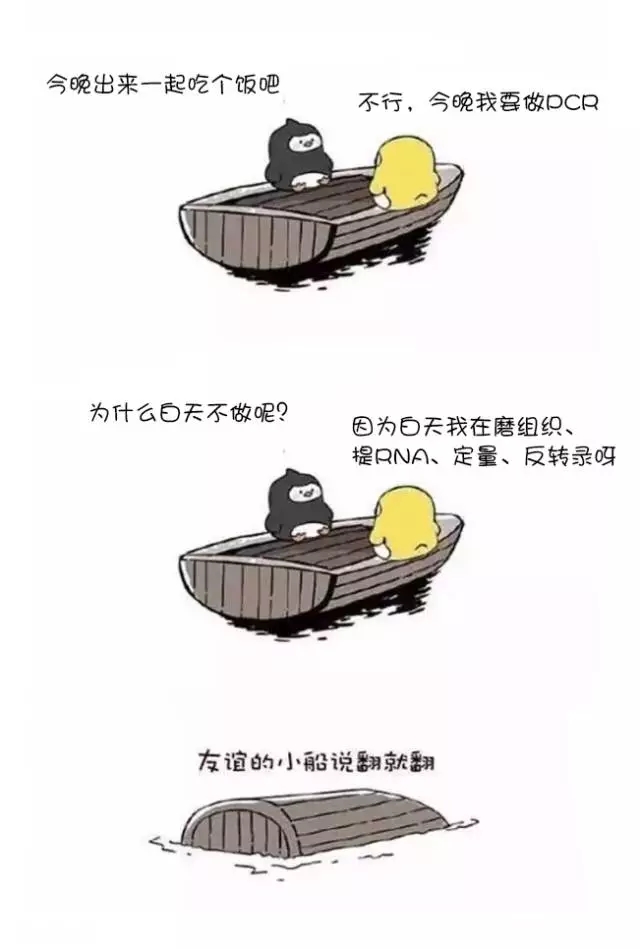 今晚出来一起吃个饭吧
不行，今晚我要做PCR
为什么白天不做呢?
因为白天我在磨组织、
提RNA、定量、反转录呀
友谊的小船说翻就翻